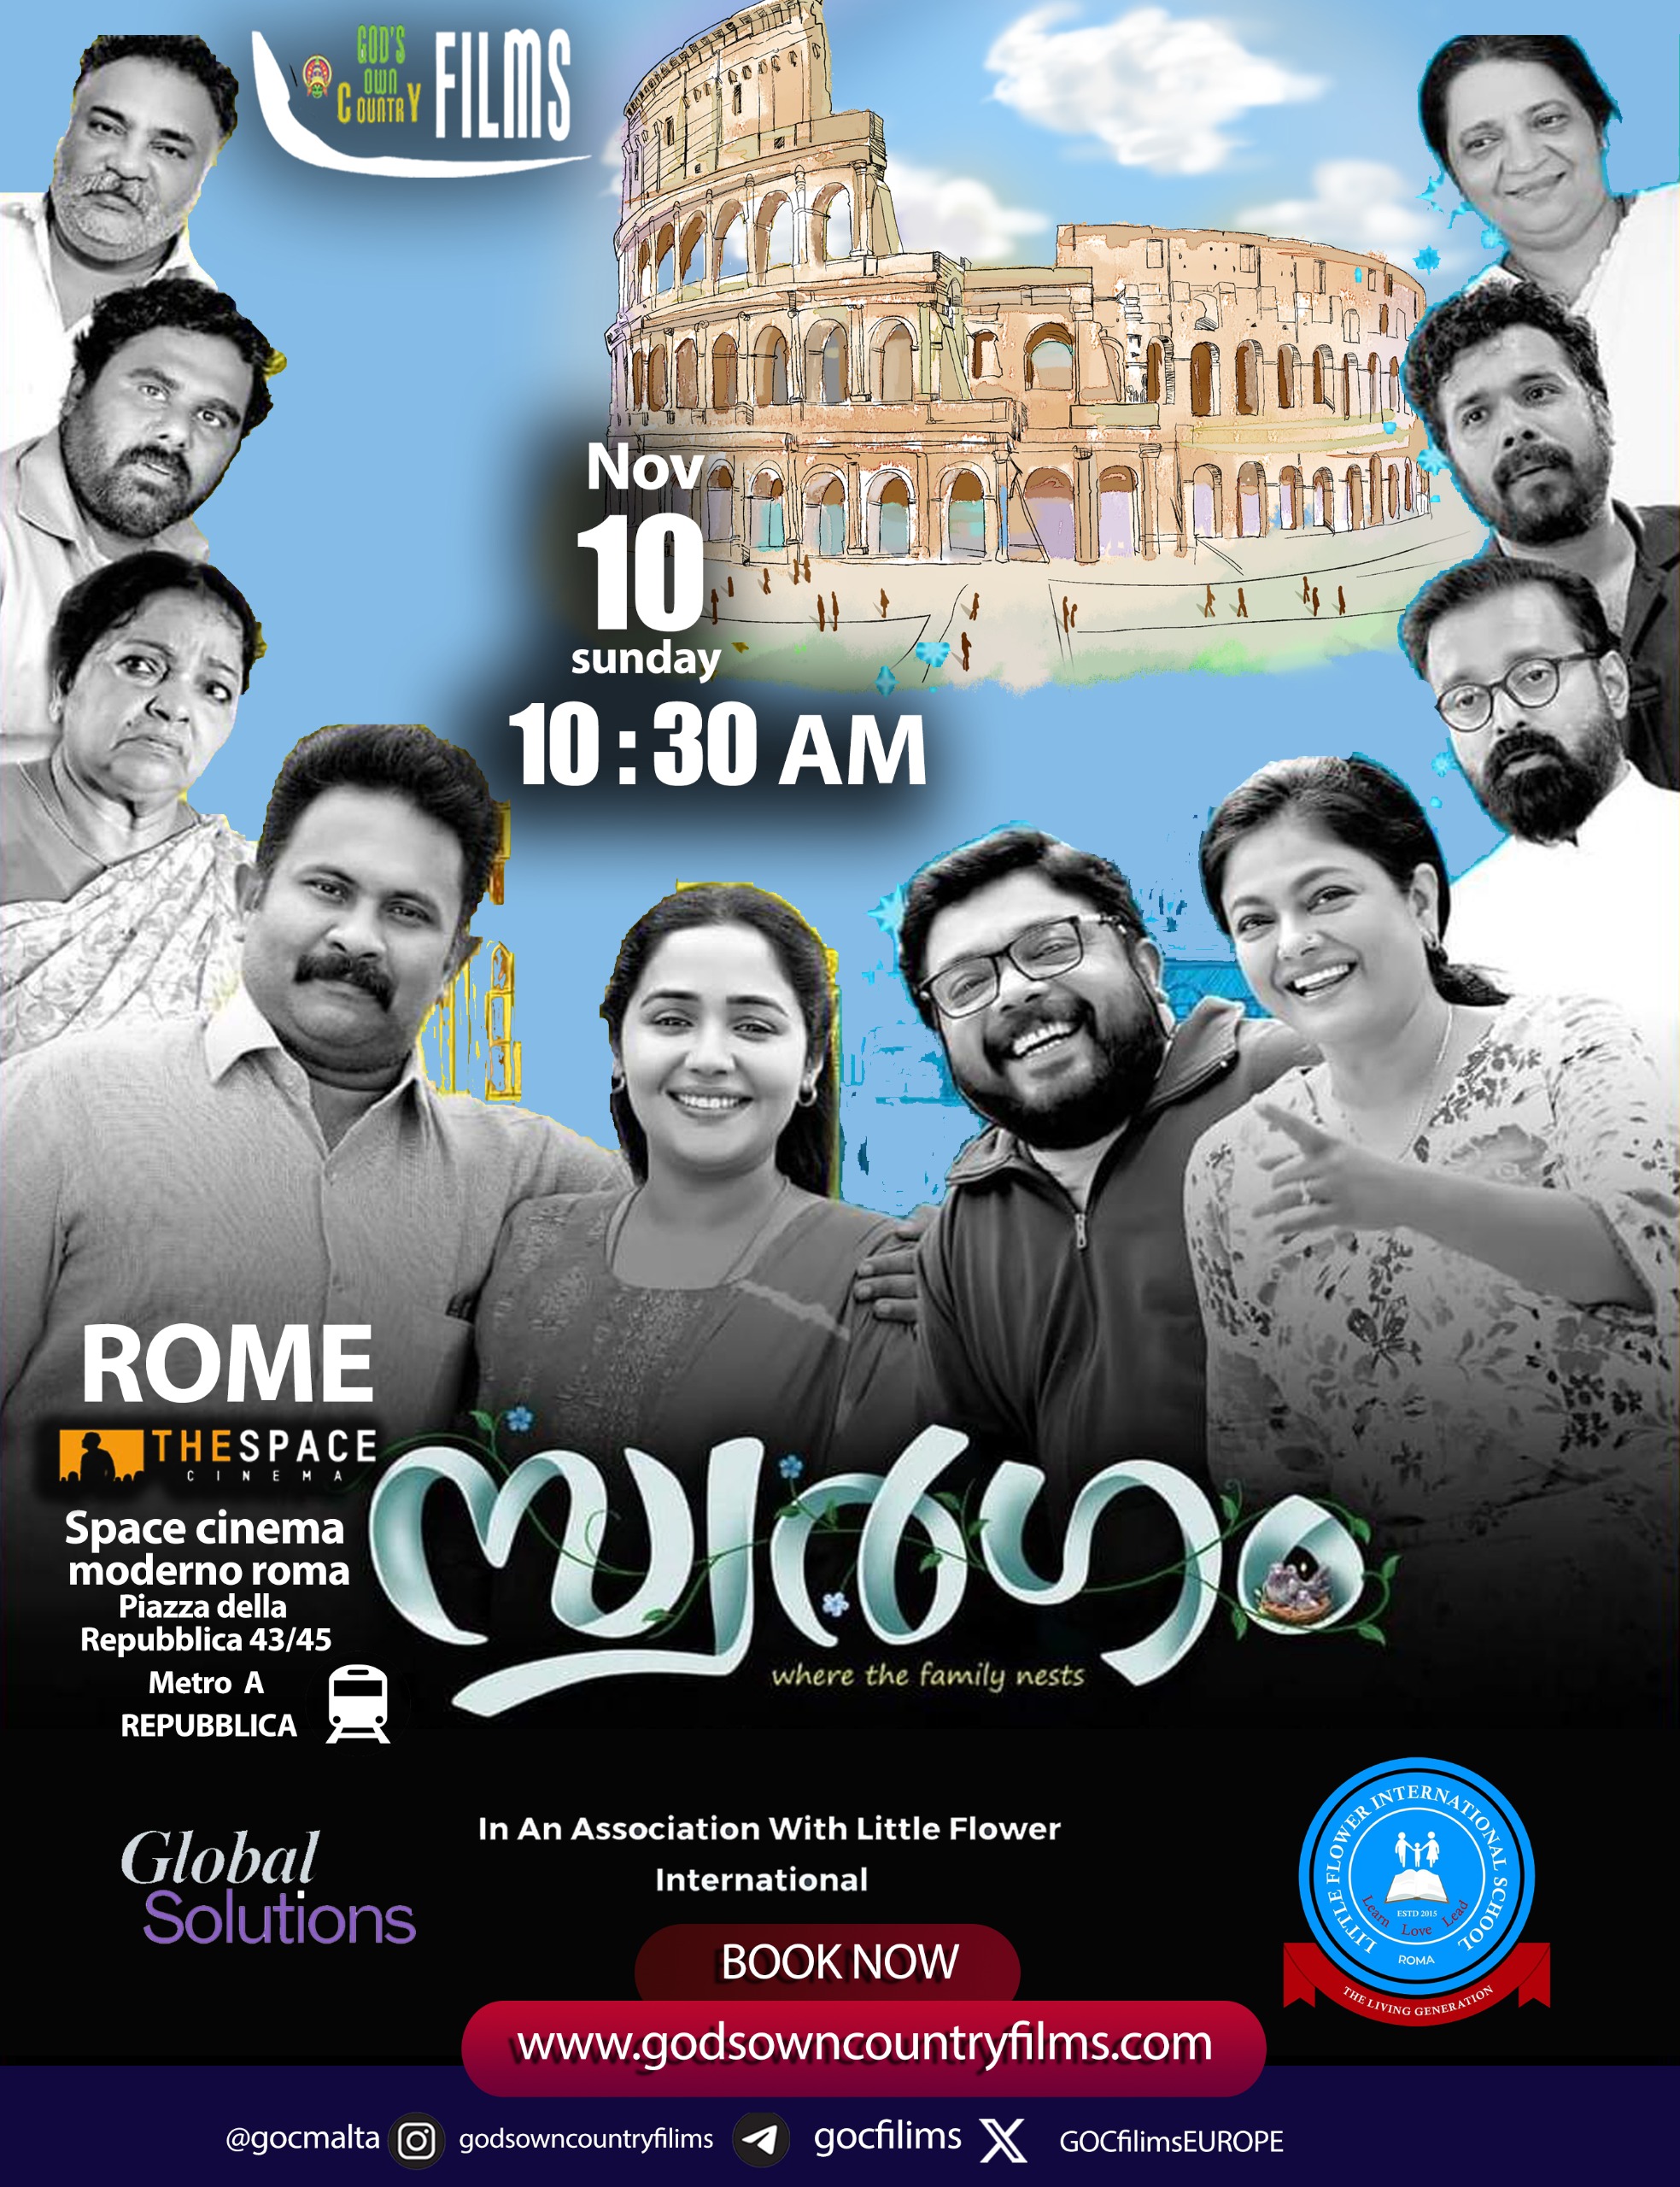 GOD'S
OWN
COUNTRY
FILMS
Nov
10
sunday
10 : 30 AM
ROME
THE SPACE
CINEMA
Space cinema
moderno roma
Piazza della
Repubblica 43/45
Metro A
REPUBBLICA
സ്വർഗം
where the family nests
Global
Solutions
In An Association With Little Flower
International
LITTLE FLOWER INTERNATIONAL SCHOOL
ESTD 2015
Learn Love Lead
ROMA
THE LIVING GENERATION
BOOK NOW
www.godsowncountryfilms.com
@gocmalta godsowncountryfilims gocfilims GOCfilimsEUROPE